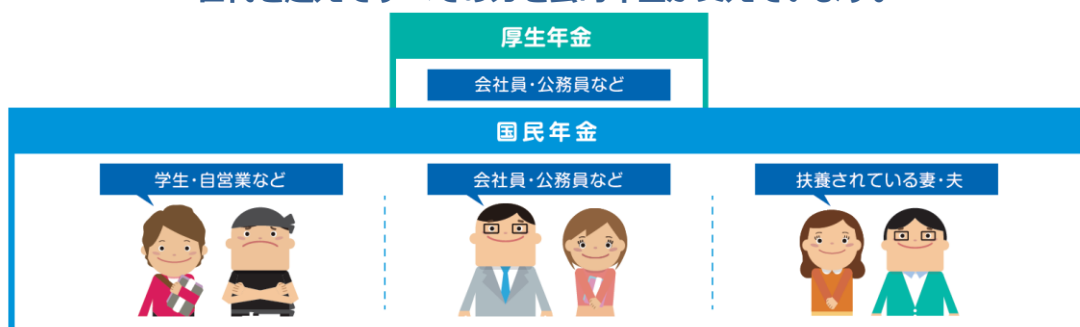 厚生年金
会社員・公務員など
国民年金
学生・自営業など
会社員・公務員など
扶養されている妻・夫